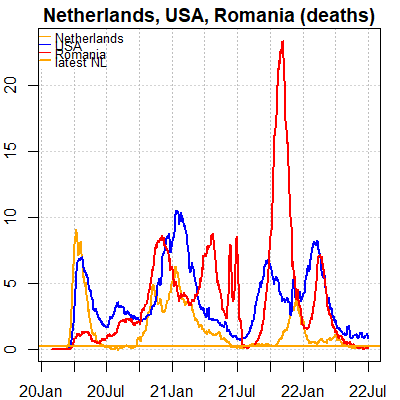 Netherlands, USA, Romania (deaths)
Netherlands
USA
Romania
latest NL
20
15
10
5
0
20Jan 20Jul 21Jan 21Jul 22Jan 22Jul